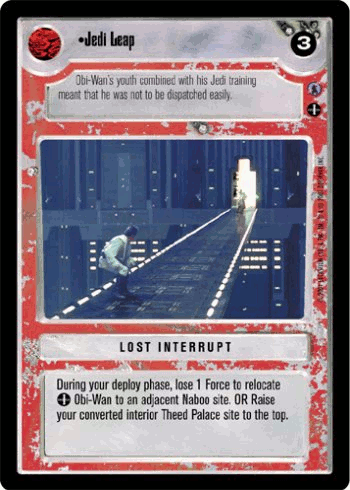 •Jedi Leap
3
Obi-Wan's youth combined with his Jedi training
meant that he was not to be dispatched easily.
LOST INTERRUPT
During your deploy phase, lose 1 Force to relocate
Obi-Wan to an adjacent Naboo site. OR Raise
your converted interior Theed Palace site to the top.